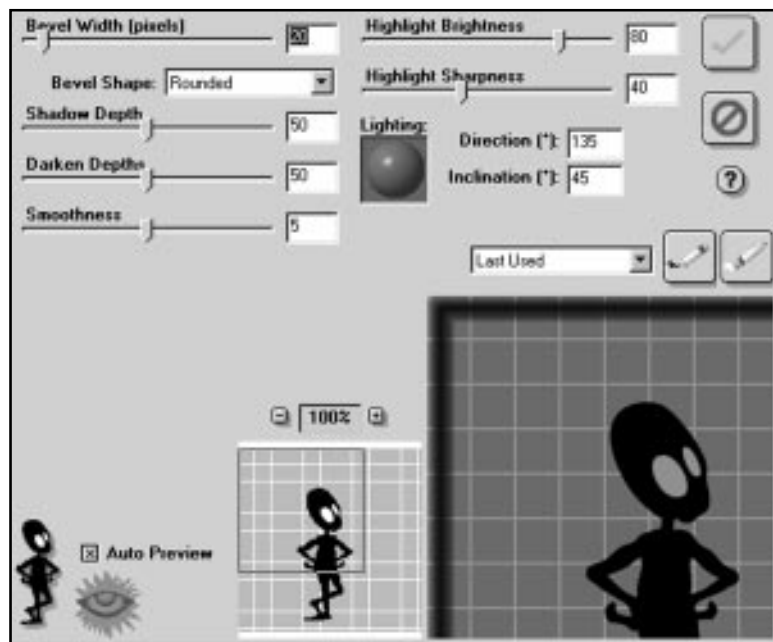 Bevel Width (pixels)
20
Bevel Shape: Rounded
Shadow Depth
50
Darken Depths
50
Smoothness
5
Highlight Brightness
80
Highlight Sharpness
40
Lighting:
Direction (°): 135
Inclination (°): 45
?
Last Used
100%
Auto Preview